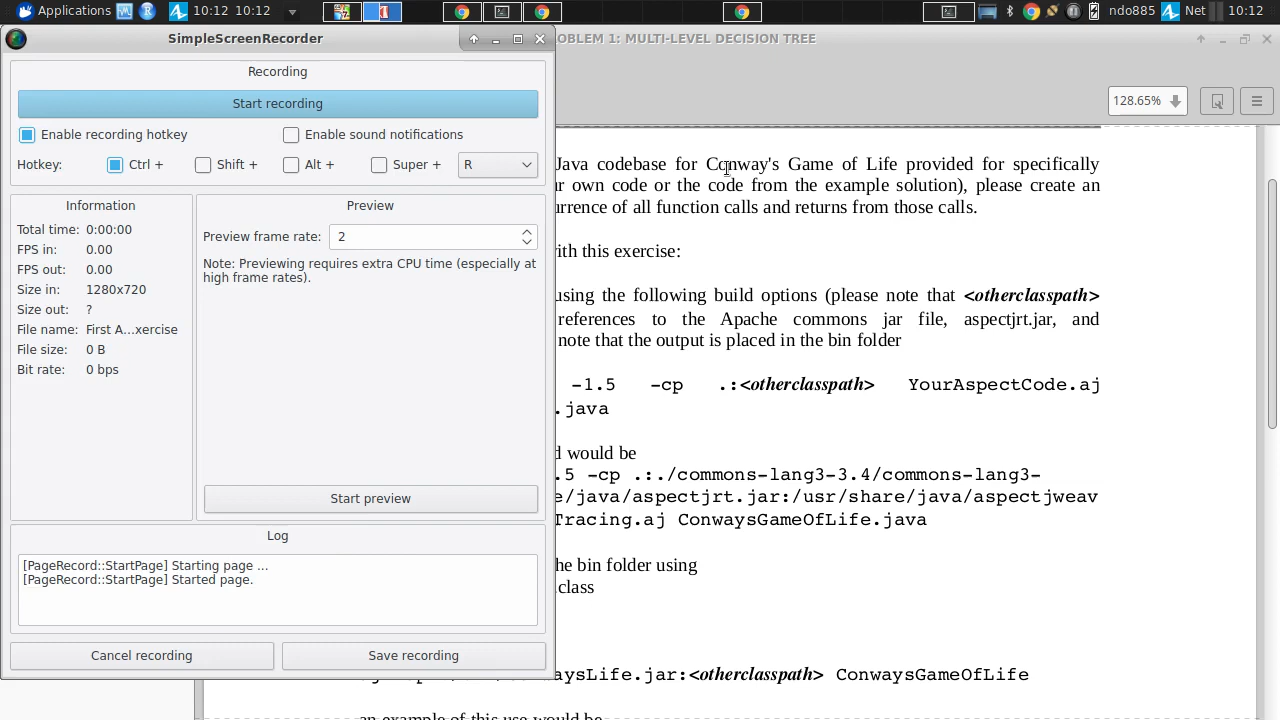 Applications 10:12 10:12 ndo885 Net 10:12
SimpleScreenRecorder
OBLEM 1: MULTI-LEVEL DECISION TREE
Recording
Start recording
Enable recording hotkey
Enable sound notifications
Hotkey: Ctrl + Shift + Alt + Super + R
Information
Total time: 0:00:00
FPS in: 0.00
FPS out: 0.00
Size in: 1280x720
Size out: ?
File name: First A...xercise
File size: 0 B
Bit rate: 0 bps
Preview
Preview frame rate: 2
Note: Previewing requires extra CPU time (especially at
high frame rates).
Start preview
Log
[PageRecord::StartPage] Starting page ...
[PageRecord::StartPage] Started page.
Cancel recording
Save recording
128.65%
Java codebase for Conway's Game of Life provided for specifically
r own code or the code from the example solution), please create an
rrence of all function calls and returns from those calls.
ith this exercise:
using the following build options (please note that <otherclasspath>
references to the Apache commons jar file, aspectjrt.jar, and
note that the output is placed in the bin folder
-1.5 -cp .:<otherclasspath> YourAspectCode.aj
.java
d would be
.5 -cp .:./commons-lang3-3.4/commons-lang3-
e/java/aspectjrt.jar:/usr/share/java/aspectjweav
Tracing.aj ConwaysGameOfLife.java
he bin folder using
.class
aysLife.jar:<otherclasspath> ConwaysGameOfLife
an example of this use would be